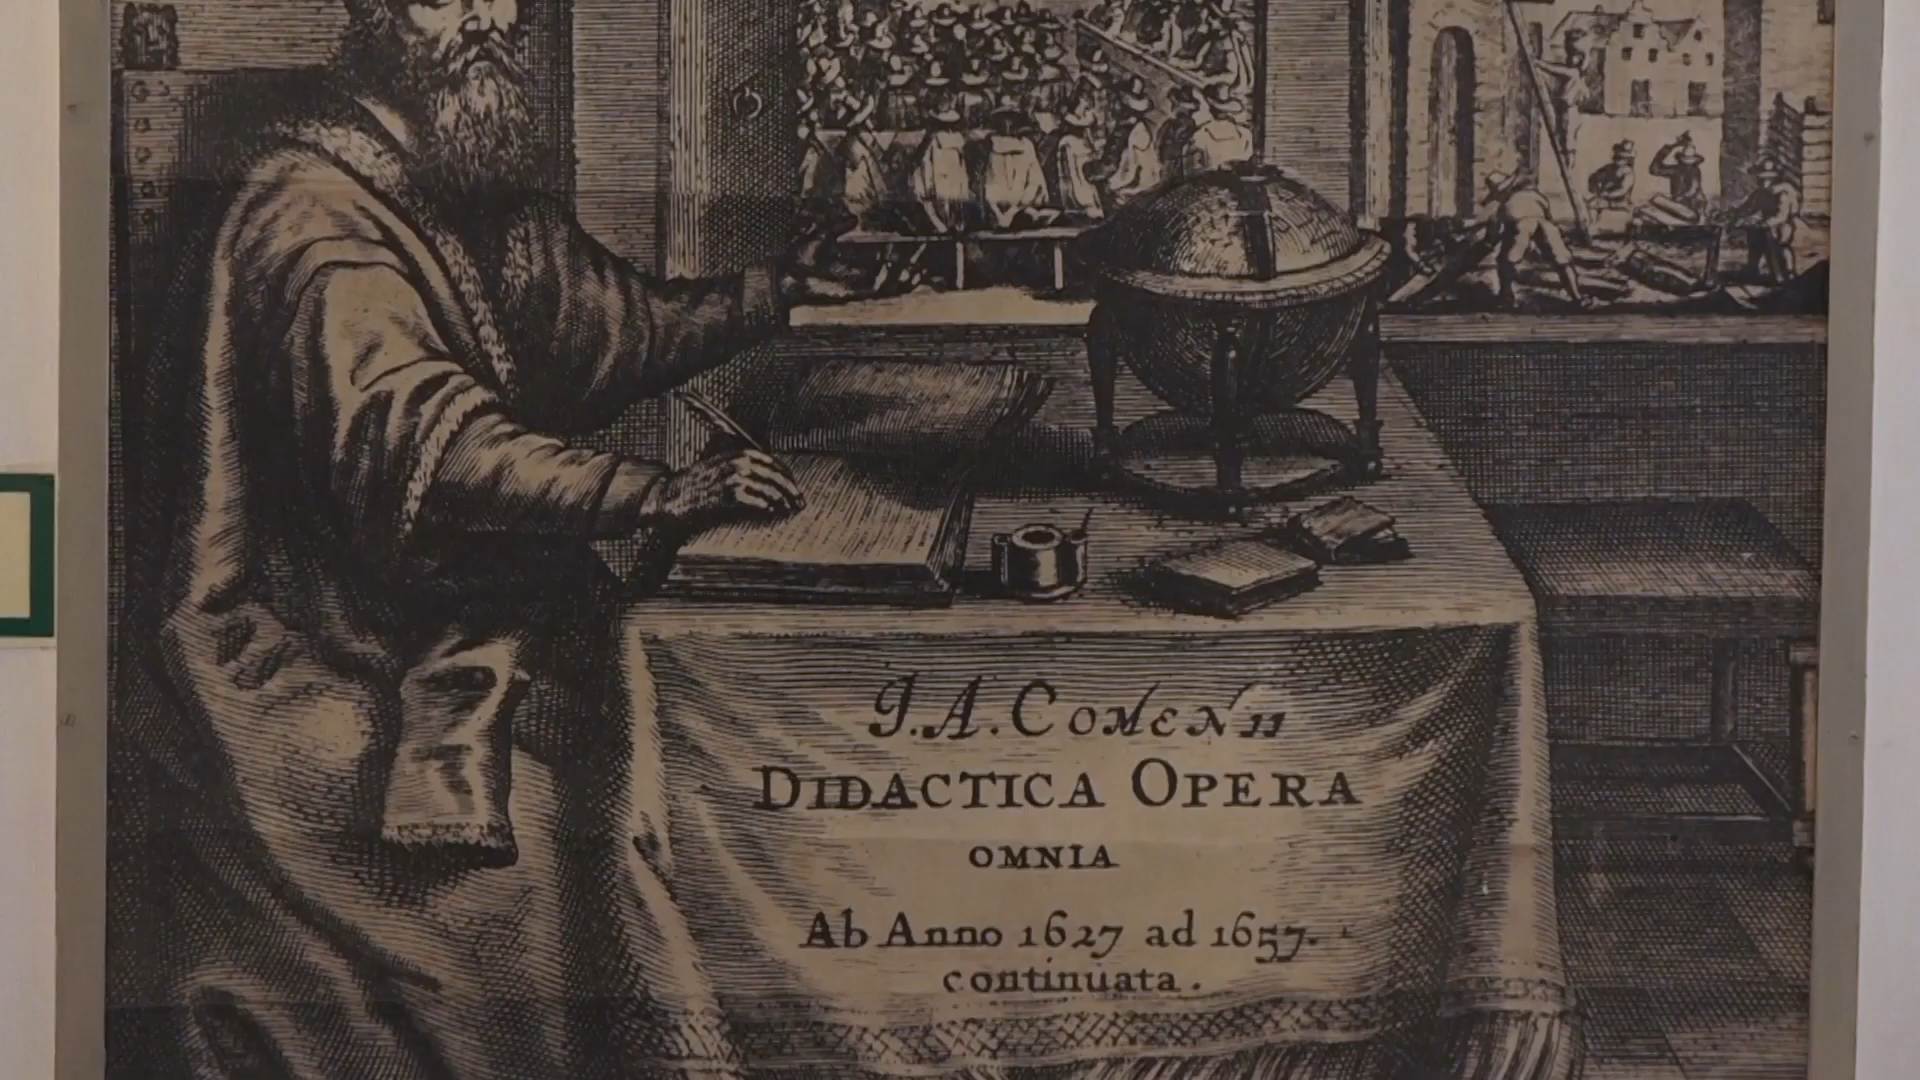 J.A. COMENII
DIDACTICA OPERA
OMNIA
Ab Anno 1627 ad 1657.
continuata.